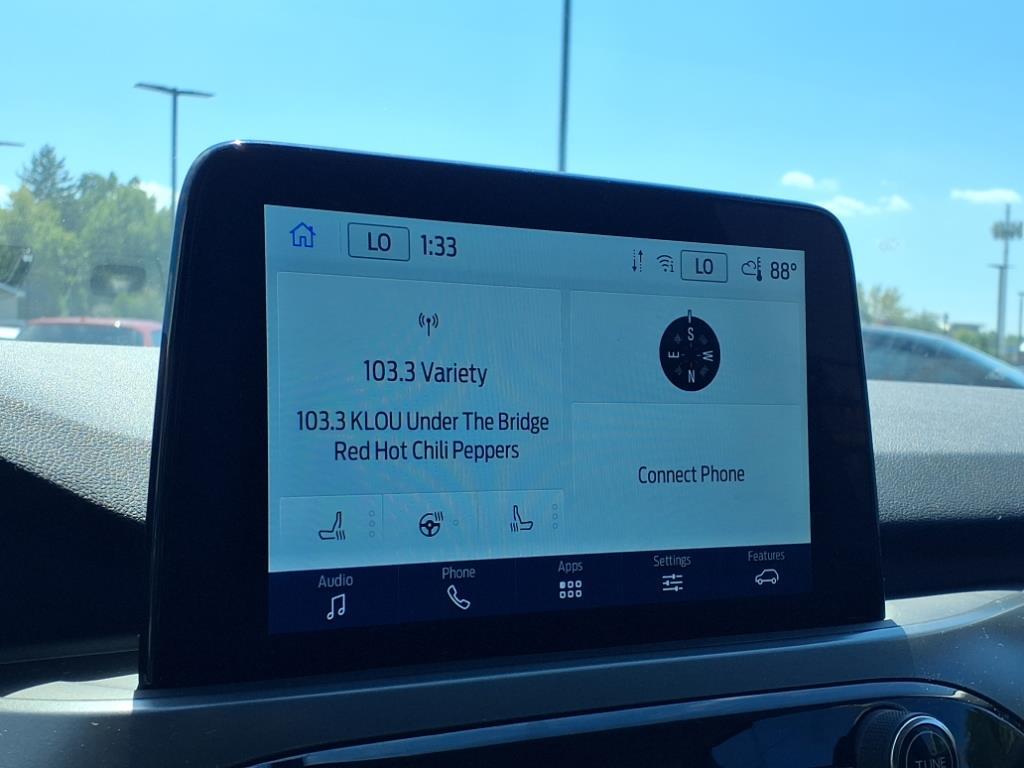 LO 1:33
LO 88°
103.3 Variety
103.3 KLOU Under The Bridge
Red Hot Chili Peppers
S
E W
N
Connect Phone
Audio Phone Apps Settings Features
TUNE